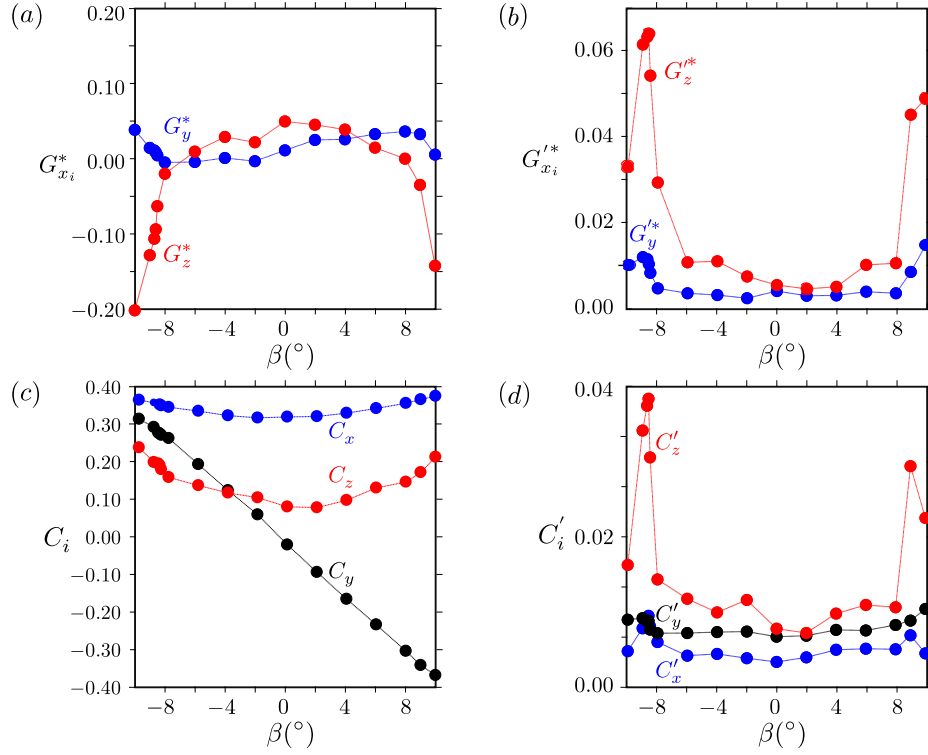 (a)
0.20
0.10
0.00
−0.10
−0.20
G*xᵢ
G*y
G*z
−8 −4 0 4 8
β(°)
(b)
0.06
0.04
0.02
0.00
G′*xᵢ
G′*z
G′*y
−8 −4 0 4 8
β(°)
(c)
0.40
0.30
0.20
0.10
0.00
−0.10
−0.20
−0.30
−0.40
Cᵢ
Cx
Cz
Cy
−8 −4 0 4 8
β(°)
(d)
0.04
0.02
0.00
C′ᵢ
C′z
C′y
C′x
−8 −4 0 4 8
β(°)